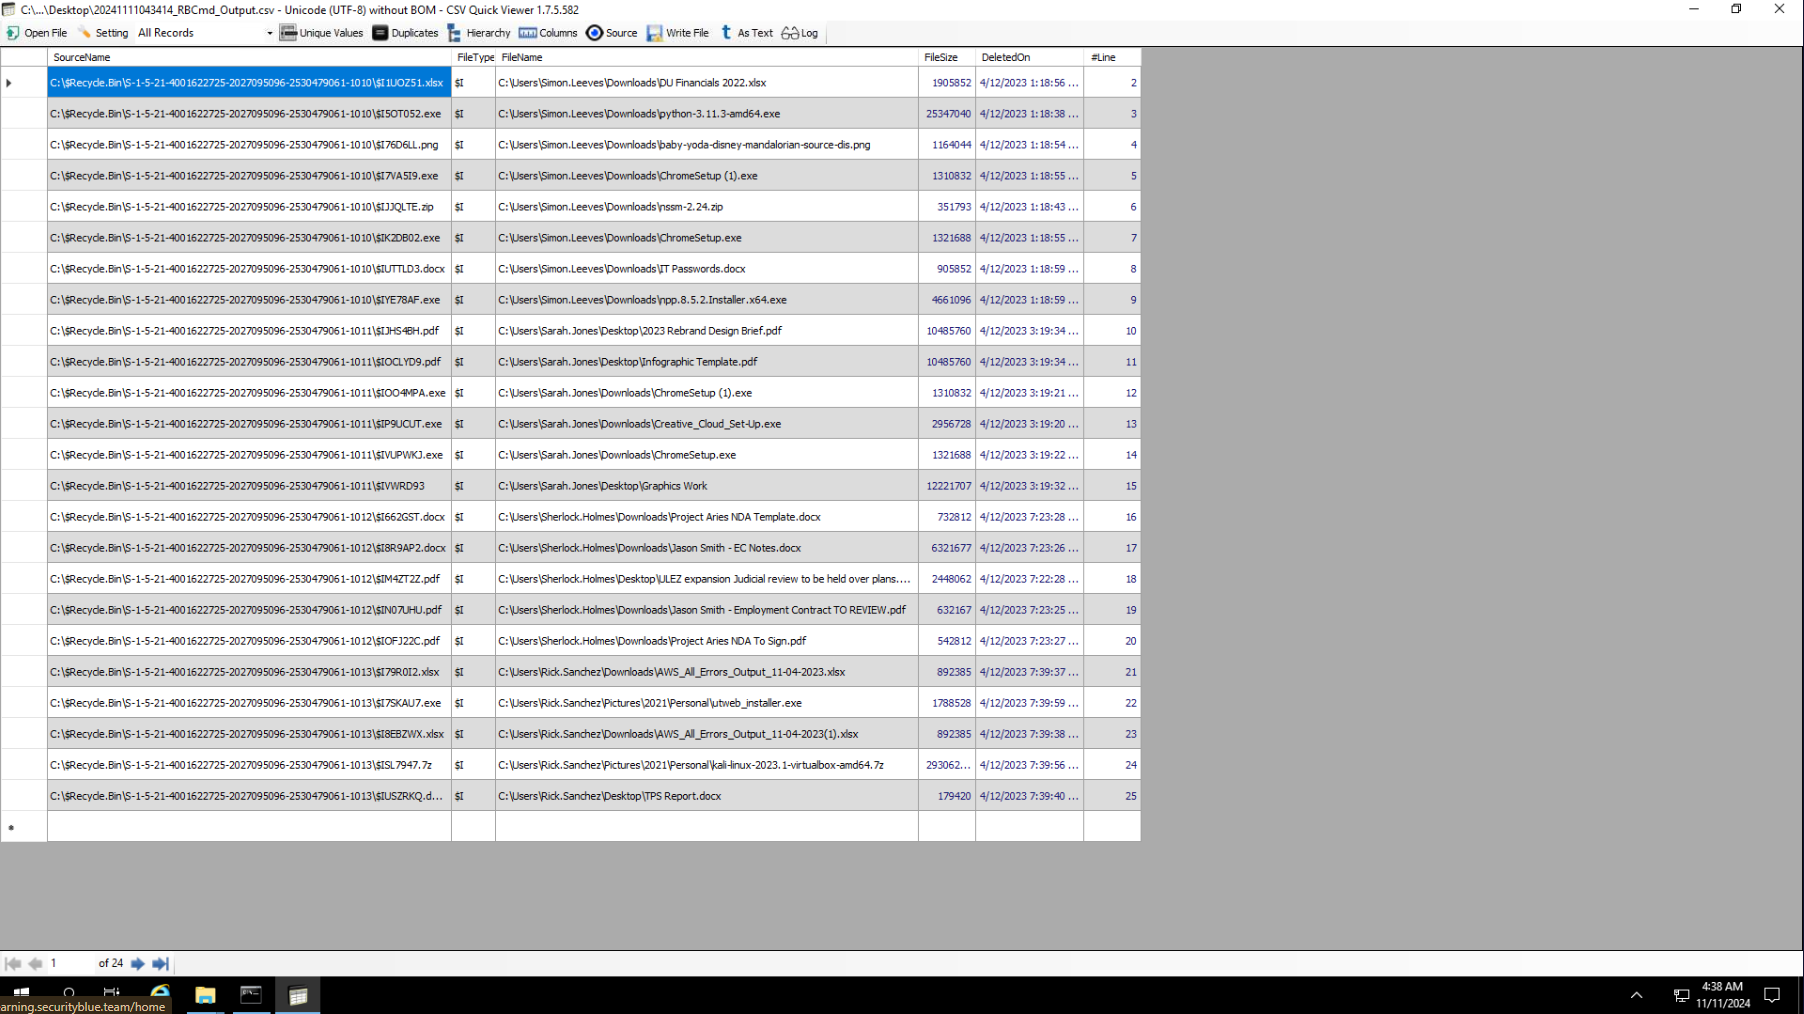 C:\...\Desktop\20241111043414_RBCmd_Output.csv - Unicode (UTF-8) without BOM - CSV Quick Viewer 1.7.5.582
Open File Setting All Records Unique Values Duplicates Hierarchy Columns Source Write File As Text Log
SourceName FileType FileName FileSize DeletedOn #Line
C:\$Recycle.Bin\S-1-5-21-4001622725-2027095096-2530479061-1010\$I1UOZ51.xlsx $I C:\Users\Simon.Leeves\Downloads\DU Financials 2022.xlsx 1905852 4/12/2023 1:18:56 ... 2
C:\$Recycle.Bin\S-1-5-21-4001622725-2027095096-2530479061-1010\$I5OT052.exe $I C:\Users\Simon.Leeves\Downloads\python-3.11.3-amd64.exe 25347040 4/12/2023 1:18:38 ... 3
C:\$Recycle.Bin\S-1-5-21-4001622725-2027095096-2530479061-1010\$I76D6LL.png $I C:\Users\Simon.Leeves\Downloads\baby-yoda-disney-mandalorian-source-dis.png 1164044 4/12/2023 1:18:54 ... 4
C:\$Recycle.Bin\S-1-5-21-4001622725-2027095096-2530479061-1010\$I7VA5I9.exe $I C:\Users\Simon.Leeves\Downloads\ChromeSetup (1).exe 1310832 4/12/2023 1:18:55 ... 5
C:\$Recycle.Bin\S-1-5-21-4001622725-2027095096-2530479061-1010\$IJJQLTE.zip $I C:\Users\Simon.Leeves\Downloads\nssm-2.24.zip 351793 4/12/2023 1:18:43 ... 6
C:\$Recycle.Bin\S-1-5-21-4001622725-2027095096-2530479061-1010\$IK2DB02.exe $I C:\Users\Simon.Leeves\Downloads\ChromeSetup.exe 1321688 4/12/2023 1:18:55 ... 7
C:\$Recycle.Bin\S-1-5-21-4001622725-2027095096-2530479061-1010\$IUTTLD3.docx $I C:\Users\Simon.Leeves\Downloads\IT Passwords.docx 905852 4/12/2023 1:18:59 ... 8
C:\$Recycle.Bin\S-1-5-21-4001622725-2027095096-2530479061-1010\$IYE78AF.exe $I C:\Users\Simon.Leeves\Downloads\npp.8.5.2.Installer.x64.exe 4661096 4/12/2023 1:18:59 ... 9
C:\$Recycle.Bin\S-1-5-21-4001622725-2027095096-2530479061-1011\$IJHS4BH.pdf $I C:\Users\Sarah.Jones\Desktop\2023 Rebrand Design Brief.pdf 10485760 4/12/2023 3:19:34 ... 10
C:\$Recycle.Bin\S-1-5-21-4001622725-2027095096-2530479061-1011\$IOCLYD9.pdf $I C:\Users\Sarah.Jones\Desktop\Infographic Template.pdf 10485760 4/12/2023 3:19:34 ... 11
C:\$Recycle.Bin\S-1-5-21-4001622725-2027095096-2530479061-1011\$IOO4MPA.exe $I C:\Users\Sarah.Jones\Downloads\ChromeSetup (1).exe 1310832 4/12/2023 3:19:21 ... 12
C:\$Recycle.Bin\S-1-5-21-4001622725-2027095096-2530479061-1011\$IP9UCUT.exe $I C:\Users\Sarah.Jones\Downloads\Creative_Cloud_Set-Up.exe 2956728 4/12/2023 3:19:20 ... 13
C:\$Recycle.Bin\S-1-5-21-4001622725-2027095096-2530479061-1011\$IVUPWKJ.exe $I C:\Users\Sarah.Jones\Downloads\ChromeSetup.exe 1321688 4/12/2023 3:19:22 ... 14
C:\$Recycle.Bin\S-1-5-21-4001622725-2027095096-2530479061-1011\$IVWRD93 $I C:\Users\Sarah.Jones\Desktop\Graphics Work 12221707 4/12/2023 3:19:32 ... 15
C:\$Recycle.Bin\S-1-5-21-4001622725-2027095096-2530479061-1012\$I662GST.docx $I C:\Users\Sherlock.Holmes\Downloads\Project Aries NDA Template.docx 732812 4/12/2023 7:23:28 ... 16
C:\$Recycle.Bin\S-1-5-21-4001622725-2027095096-2530479061-1012\$I8R9AP2.docx $I C:\Users\Sherlock.Holmes\Downloads\Jason Smith - EC Notes.docx 6321677 4/12/2023 7:23:26 ... 17
C:\$Recycle.Bin\S-1-5-21-4001622725-2027095096-2530479061-1012\$IM4ZT2Z.pdf $I C:\Users\Sherlock.Holmes\Desktop\ULEZ expansion Judicial review to be held over plans.... 2448062 4/12/2023 7:22:28 ... 18
C:\$Recycle.Bin\S-1-5-21-4001622725-2027095096-2530479061-1012\$IN07UHU.pdf $I C:\Users\Sherlock.Holmes\Downloads\Jason Smith - Employment Contract TO REVIEW.pdf 632167 4/12/2023 7:23:25 ... 19
C:\$Recycle.Bin\S-1-5-21-4001622725-2027095096-2530479061-1012\$IOFJ22C.pdf $I C:\Users\Sherlock.Holmes\Downloads\Project Aries NDA To Sign.pdf 542812 4/12/2023 7:23:27 ... 20
C:\$Recycle.Bin\S-1-5-21-4001622725-2027095096-2530479061-1013\$I79R0I2.xlsx $I C:\Users\Rick.Sanchez\Downloads\AWS_All_Errors_Output_11-04-2023.xlsx 892385 4/12/2023 7:39:37 ... 21
C:\$Recycle.Bin\S-1-5-21-4001622725-2027095096-2530479061-1013\$I7SKAU7.exe $I C:\Users\Rick.Sanchez\Pictures\2021\Personal\utweb_installer.exe 1788528 4/12/2023 7:39:59 ... 22
C:\$Recycle.Bin\S-1-5-21-4001622725-2027095096-2530479061-1013\$I8EBZWX.xlsx $I C:\Users\Rick.Sanchez\Downloads\AWS_All_Errors_Output_11-04-2023(1).xlsx 892385 4/12/2023 7:39:38 ... 23
C:\$Recycle.Bin\S-1-5-21-4001622725-2027095096-2530479061-1013\$ISL7947.7z $I C:\Users\Rick.Sanchez\Pictures\2021\Personal\kali-linux-2023.1-virtualbox-amd64.7z 293062... 4/12/2023 7:39:56 ... 24
C:\$Recycle.Bin\S-1-5-21-4001622725-2027095096-2530479061-1013\$IUSZRKQ.d... $I C:\Users\Rick.Sanchez\Desktop\TPS Report.docx 179420 4/12/2023 7:39:40 ... 25
1 of 24
4:38 AM
earning.securityblue.team/home 11/11/2024